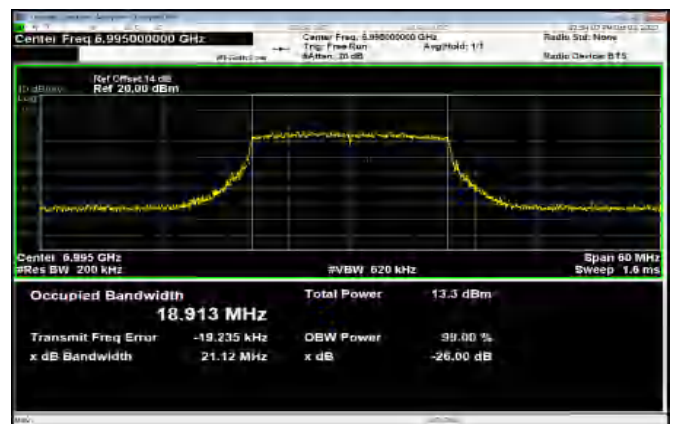 Center Freq 6.995000000 GHz
Center Freq: 6.995000000 GHz
Radio Std: None
Trig: Free Run
Avg|Hold: 1/1
#Atten: 20 dB
Radio Device: BTS
Ref Offset 14 dB
Ref 20.00 dBm
Log
Center 6.995 GHz
Span 60 MHz
#Res BW 200 kHz
#VBW 620 kHz
Sweep 1.6 ms
Occupied Bandwidth
Total Power
13.3 dBm
18.913 MHz
Transmit Freq Error
-19.235 kHz
OBW Power
99.00 %
x dB Bandwidth
21.12 MHz
x dB
-26.00 dB